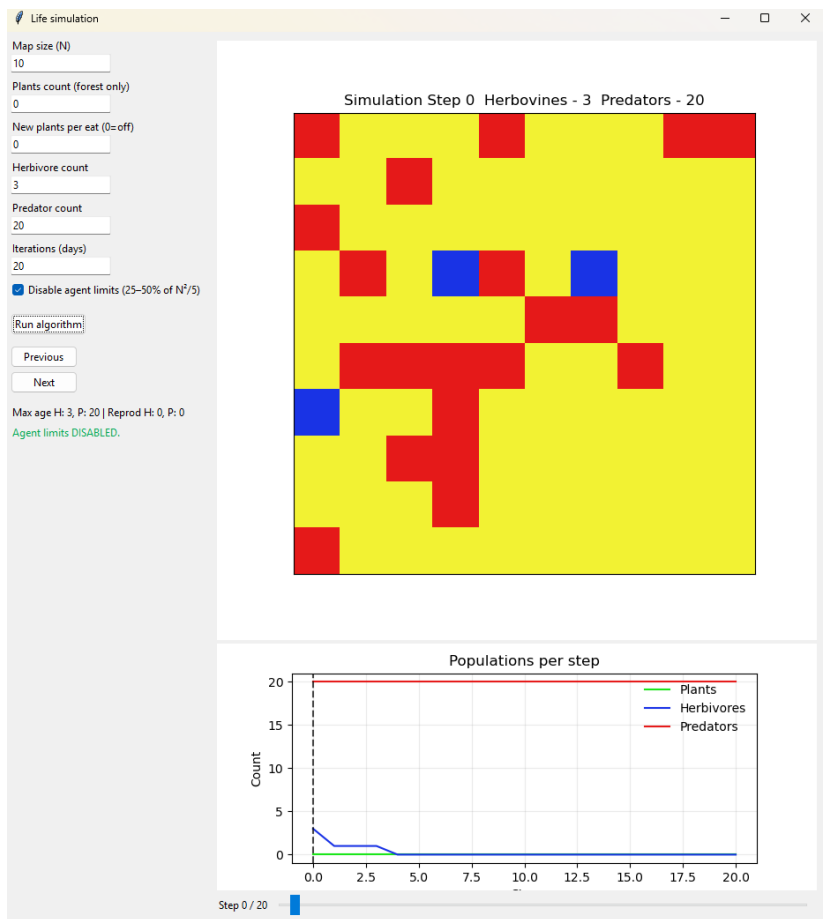 Life simulation
Map size (N)
10
Plants count (forest only)
0
New plants per eat (0=off)
0
Herbivore count
3
Predator count
20
Iterations (days)
20
Disable agent limits (25–50% of N²/5)
Run algorithm
Previous
Next
Max age H: 3, P: 20 | Reprod H: 0, P: 0
Agent limits DISABLED.
Simulation Step 0  Herbovines - 3  Predators - 20
Populations per step
Count
20
15
10
5
0
Plants
Herbivores
Predators
0.0 2.5 5.0 7.5 10.0 12.5 15.0 17.5 20.0
Step 0 / 20